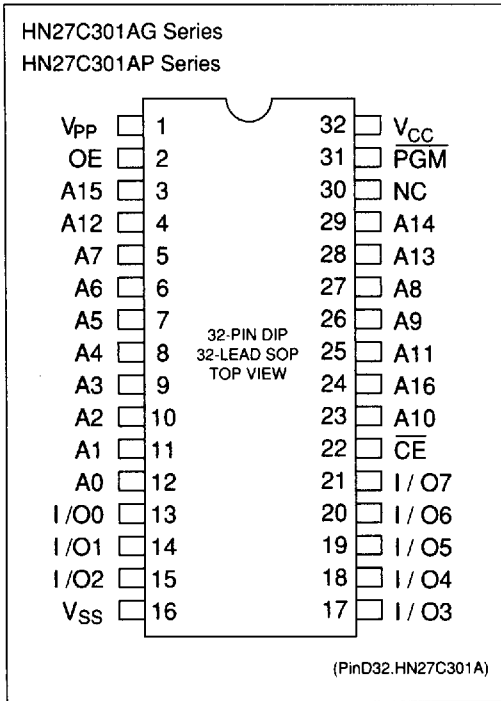 HN27C301AG Series
HN27C301AP Series
VPP 1 32 VCC
OE 2 31 PGM
A15 3 30 NC
A12 4 29 A14
A7 5 28 A13
A6 6 27 A8
A5 7 26 A9
32-PIN DIP
A4 8 32-LEAD SOP 25 A11
TOP VIEW
A3 9 24 A16
A2 10 23 A10
A1 11 22 CE
A0 12 21 I/O7
I/O0 13 20 I/O6
I/O1 14 19 I/O5
I/O2 15 18 I/O4
VSS 16 17 I/O3
(PinD32.HN27C301A)